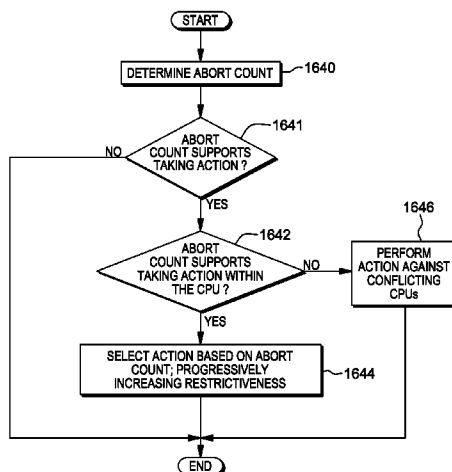 START
DETERMINE ABORT COUNT
1640
ABORT
COUNT SUPPORTS
TAKING ACTION ?
1641
NO
YES
ABORT
COUNT SUPPORTS
TAKING ACTION WITHIN
THE CPU ?
1642
NO
YES
1646
PERFORM
ACTION AGAINST
CONFLICTING
CPUs
SELECT ACTION BASED ON ABORT
COUNT; PROGRESSIVELY
INCREASING RESTRICTIVENESS
1644
END